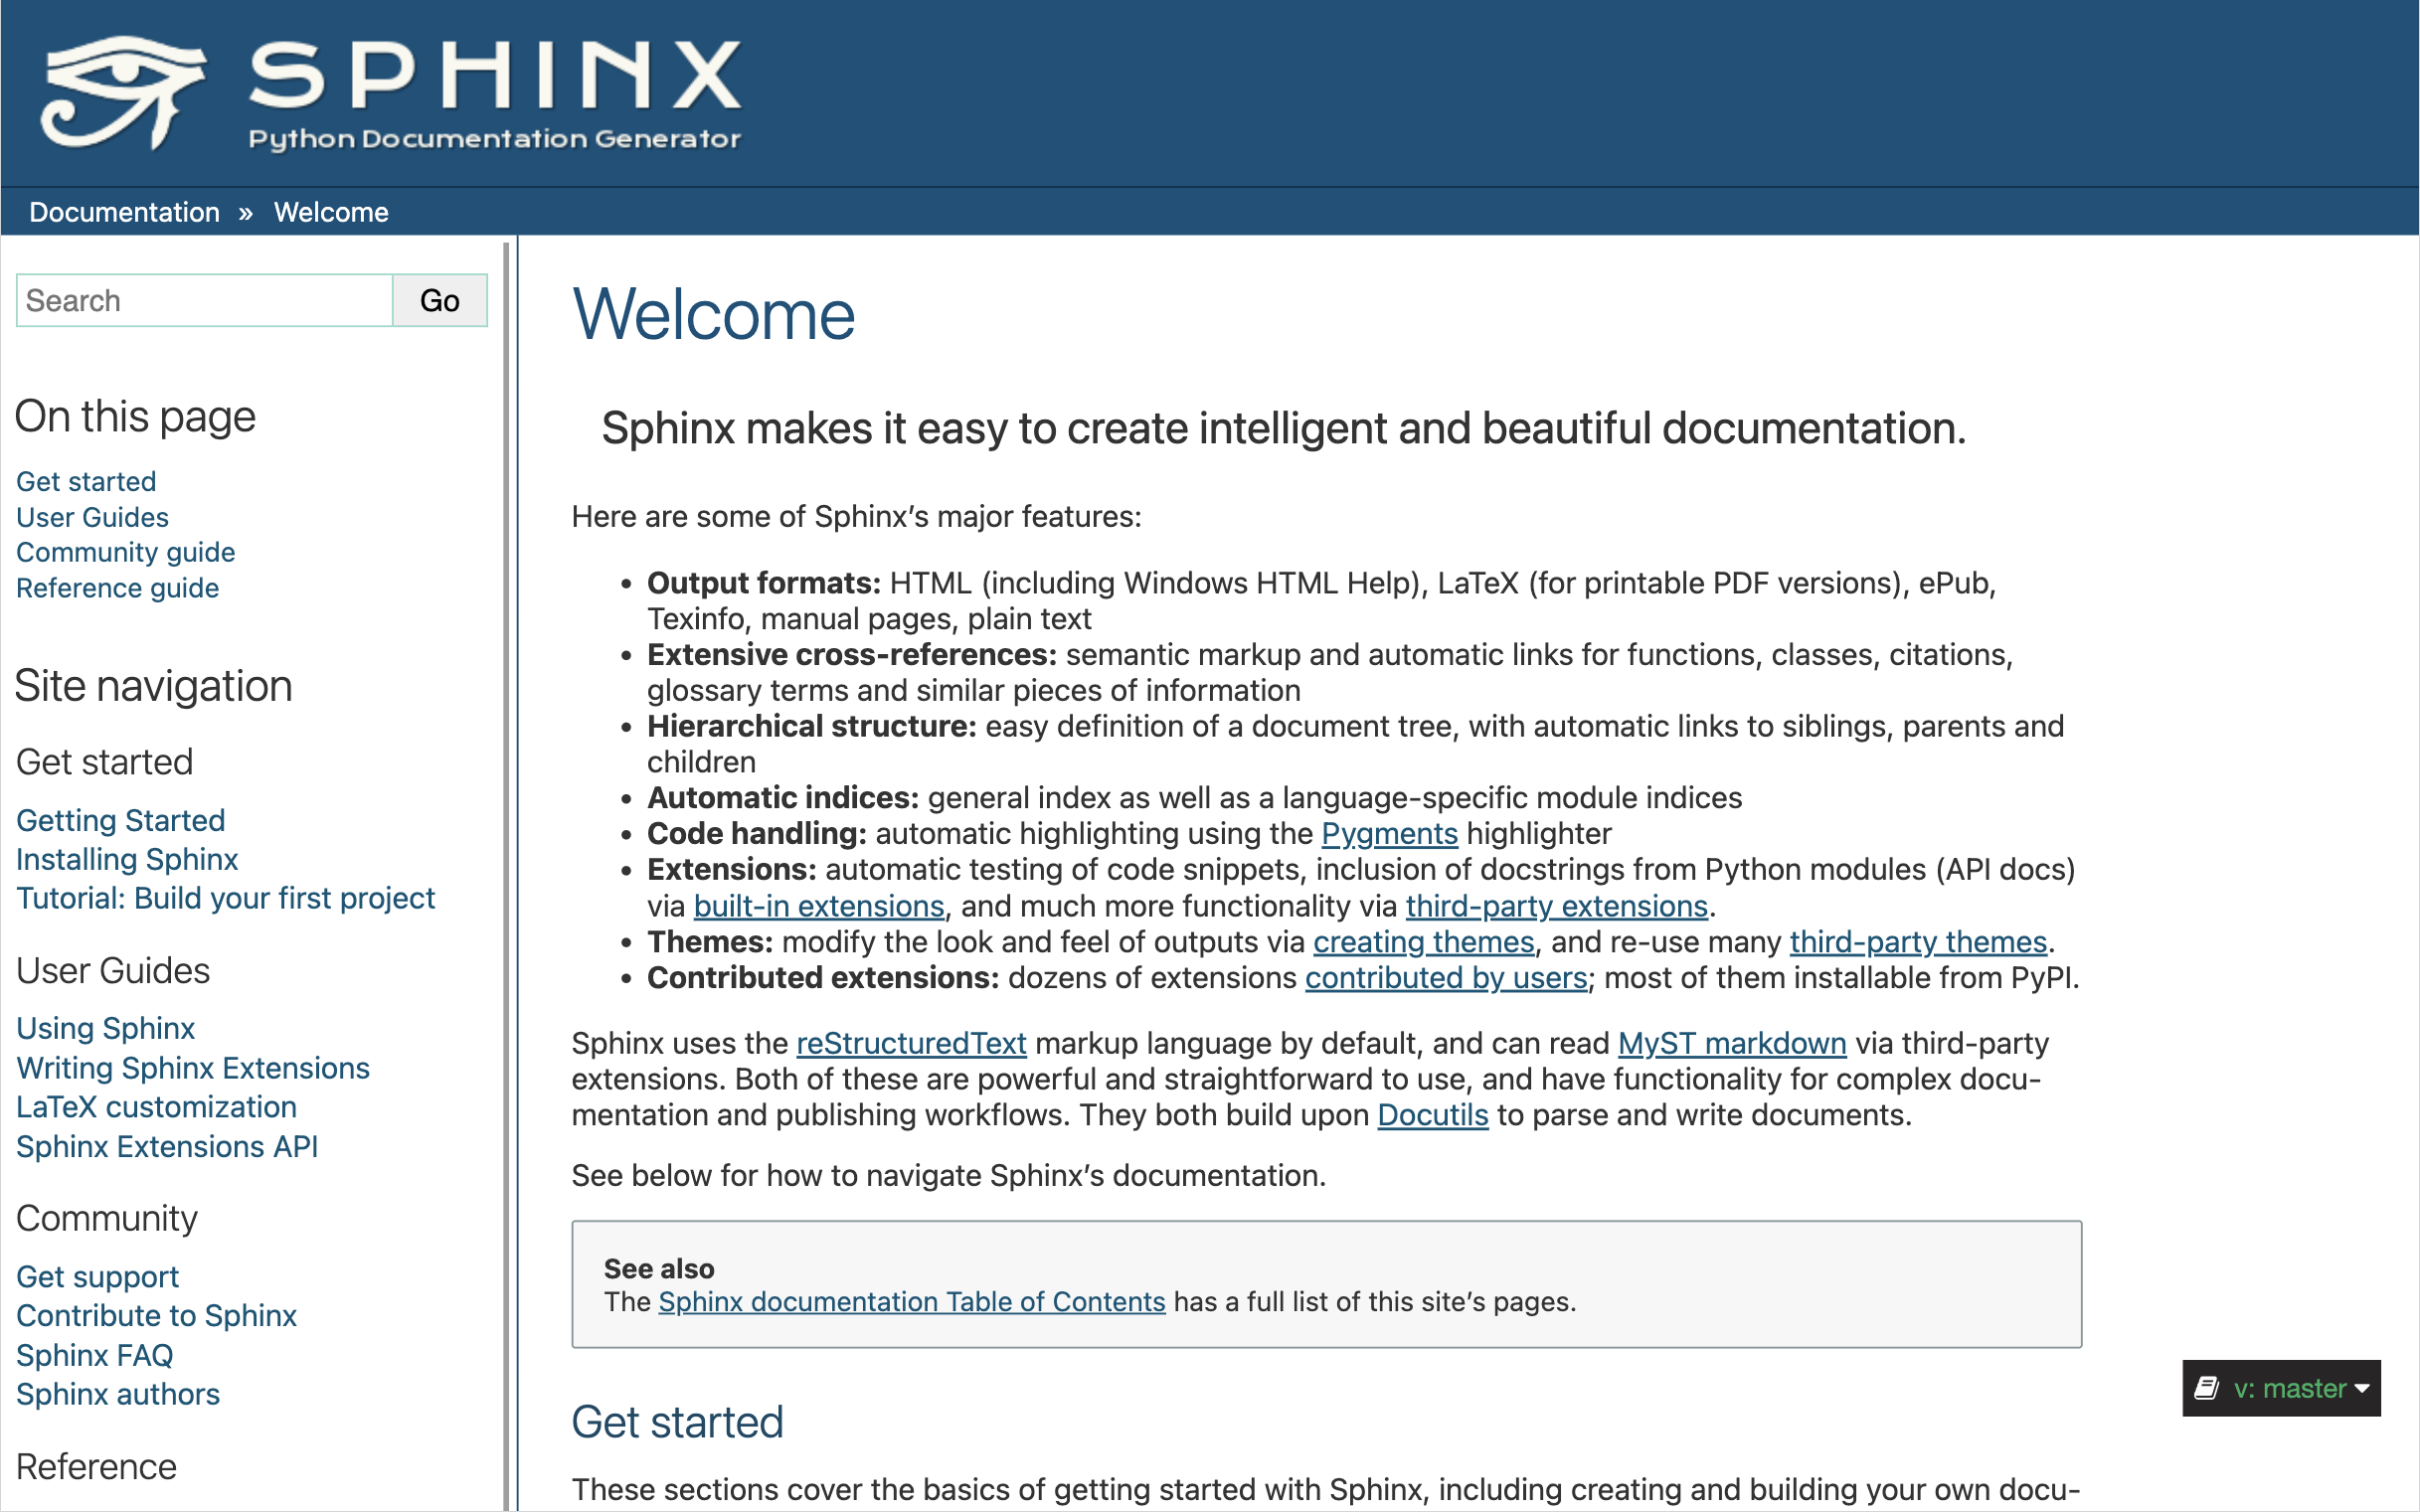 SPHINX
Python Documentation Generator
Documentation » Welcome
Search Go
On this page
Get started
User Guides
Community guide
Reference guide
Site navigation
Get started
Getting Started
Installing Sphinx
Tutorial: Build your first project
User Guides
Using Sphinx
Writing Sphinx Extensions
LaTeX customization
Sphinx Extensions API
Community
Get support
Contribute to Sphinx
Sphinx FAQ
Sphinx authors
Reference
Welcome
Sphinx makes it easy to create intelligent and beautiful documentation.
Here are some of Sphinx’s major features:
• Output formats: HTML (including Windows HTML Help), LaTeX (for printable PDF versions), ePub,
Texinfo, manual pages, plain text
• Extensive cross-references: semantic markup and automatic links for functions, classes, citations,
glossary terms and similar pieces of information
• Hierarchical structure: easy definition of a document tree, with automatic links to siblings, parents and
children
• Automatic indices: general index as well as a language-specific module indices
• Code handling: automatic highlighting using the Pygments highlighter
• Extensions: automatic testing of code snippets, inclusion of docstrings from Python modules (API docs)
via built-in extensions, and much more functionality via third-party extensions.
• Themes: modify the look and feel of outputs via creating themes, and re-use many third-party themes.
• Contributed extensions: dozens of extensions contributed by users; most of them installable from PyPI.
Sphinx uses the reStructuredText markup language by default, and can read MyST markdown via third-party
extensions. Both of these are powerful and straightforward to use, and have functionality for complex docu-
mentation and publishing workflows. They both build upon Docutils to parse and write documents.
See below for how to navigate Sphinx’s documentation.
See also
The Sphinx documentation Table of Contents has a full list of this site’s pages.
Get started
These sections cover the basics of getting started with Sphinx, including creating and building your own docu-
v: master